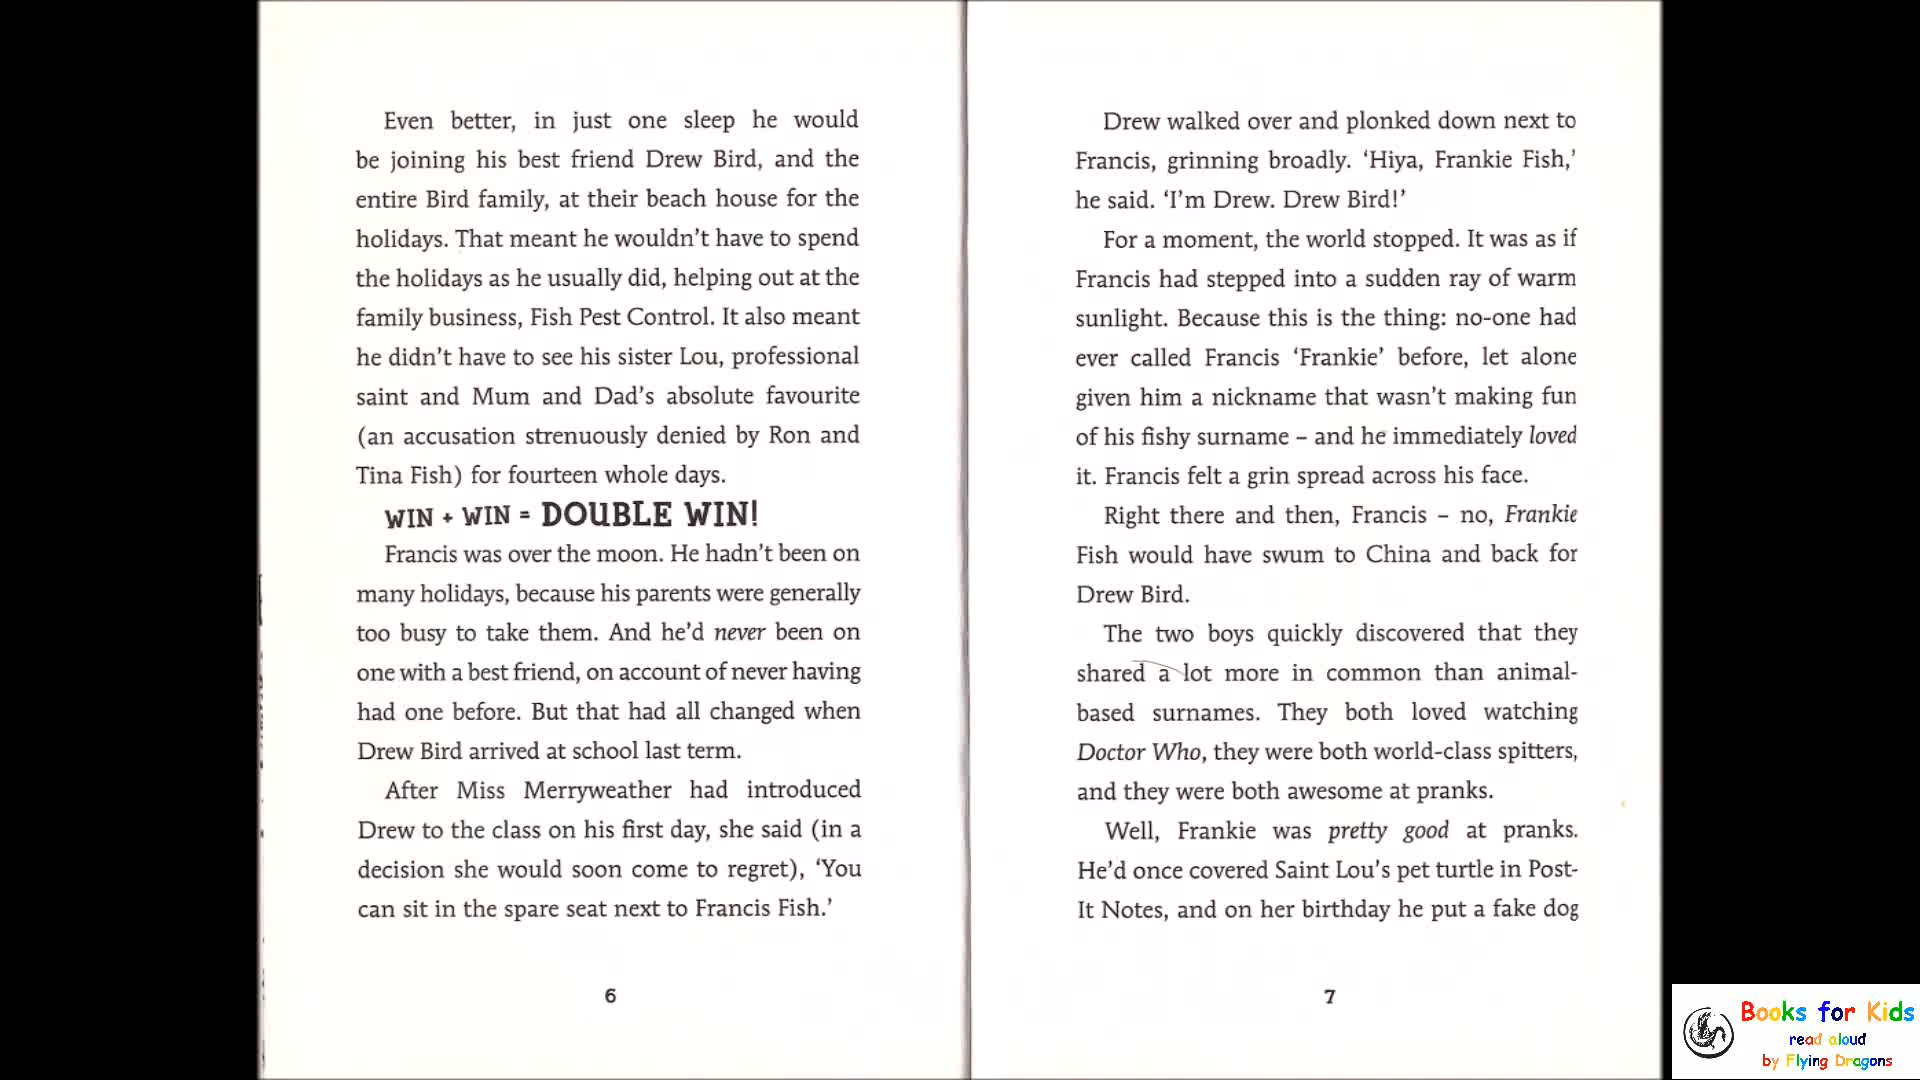 Even better, in just one sleep he would
be joining his best friend Drew Bird, and the
entire Bird family, at their beach house for the
holidays. That meant he wouldn’t have to spend
the holidays as he usually did, helping out at the
family business, Fish Pest Control. It also meant
he didn’t have to see his sister Lou, professional
saint and Mum and Dad’s absolute favourite
(an accusation strenuously denied by Ron and
Tina Fish) for fourteen whole days.
WIN + WIN = DOUBLE WIN!
Francis was over the moon. He hadn’t been on
many holidays, because his parents were generally
too busy to take them. And he’d never been on
one with a best friend, on account of never having
had one before. But that had all changed when
Drew Bird arrived at school last term.
After Miss Merryweather had introduced
Drew to the class on his first day, she said (in a
decision she would soon come to regret), ‘You
can sit in the spare seat next to Francis Fish.’
6
Drew walked over and plonked down next to
Francis, grinning broadly. ‘Hiya, Frankie Fish,’
he said. ‘I’m Drew. Drew Bird!’
For a moment, the world stopped. It was as if
Francis had stepped into a sudden ray of warm
sunlight. Because this is the thing: no-one had
ever called Francis ‘Frankie’ before, let alone
given him a nickname that wasn’t making fun
of his fishy surname – and he immediately loved
it. Francis felt a grin spread across his face.
Right there and then, Francis – no, Frankie
Fish would have swum to China and back for
Drew Bird.
The two boys quickly discovered that they
shared a lot more in common than animal-
based surnames. They both loved watching
Doctor Who, they were both world-class spitters,
and they were both awesome at pranks.
Well, Frankie was pretty good at pranks.
He’d once covered Saint Lou’s pet turtle in Post-
It Notes, and on her birthday he put a fake dog
7
Books for Kids
read aloud
by Flying Dragons